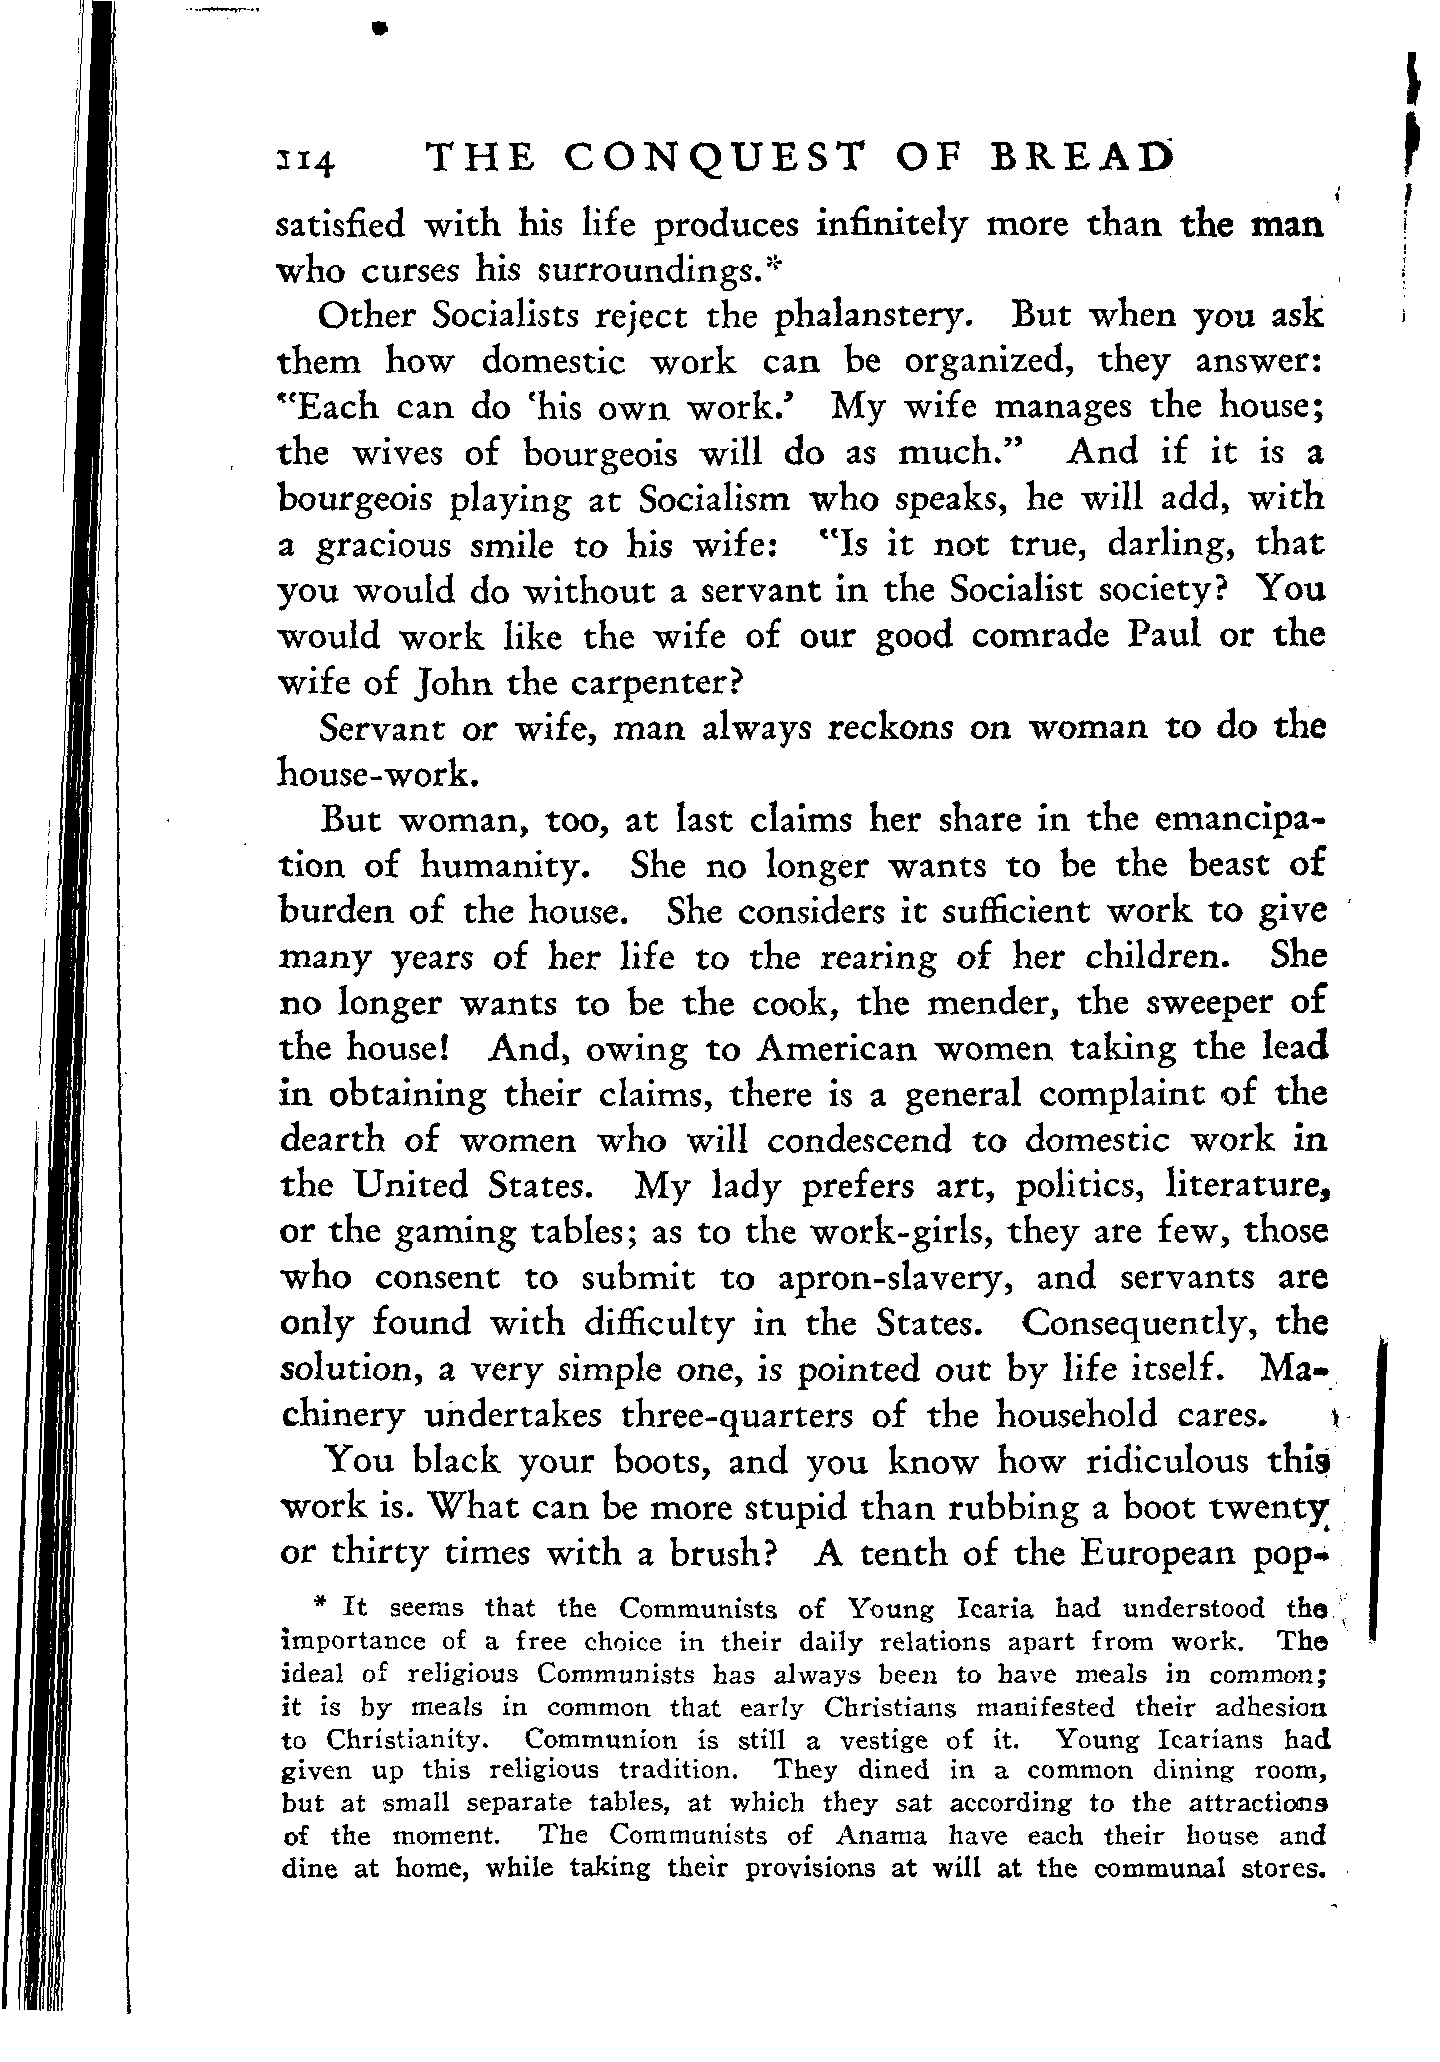 114 THE CONQUEST OF BREAD
satisfied with his life produces infinitely more than the man
who curses his surroundings.*
Other Socialists reject the phalanstery. But when you ask
them how domestic work can be organized, they answer:
"Each can do 'his own work.' My wife manages the house;
the wives of bourgeois will do as much." And if it is a
bourgeois playing at Socialism who speaks, he will add, with
a gracious smile to his wife: "Is it not true, darling, that
you would do without a servant in the Socialist society? You
would work like the wife of our good comrade Paul or the
wife of John the carpenter?
Servant or wife, man always reckons on woman to do the
house-work.
But woman, too, at last claims her share in the emancipa-
tion of humanity. She no longer wants to be the beast of
burden of the house. She considers it sufficient work to give
many years of her life to the rearing of her children. She
no longer wants to be the cook, the mender, the sweeper of
the house! And, owing to American women taking the lead
in obtaining their claims, there is a general complaint of the
dearth of women who will condescend to domestic work in
the United States. My lady prefers art, politics, literature,
or the gaming tables; as to the work-girls, they are few, those
who consent to submit to apron-slavery, and servants are
only found with difficulty in the States. Consequently, the
solution, a very simple one, is pointed out by life itself. Ma-
chinery undertakes three-quarters of the household cares.
You black your boots, and you know how ridiculous this
work is. What can be more stupid than rubbing a boot twenty
or thirty times with a brush? A tenth of the European pop-
* It seems that the Communists of Young Icaria had understood the
importance of a free choice in their daily relations apart from work. The
ideal of religious Communists has always been to have meals in common;
it is by meals in common that early Christians manifested their adhesion
to Christianity. Communion is still a vestige of it. Young Icarians had
given up this religious tradition. They dined in a common dining room,
but at small separate tables, at which they sat according to the attractions
of the moment. The Communists of Anama have each their house and
dine at home, while taking their provisions at will at the communal stores.